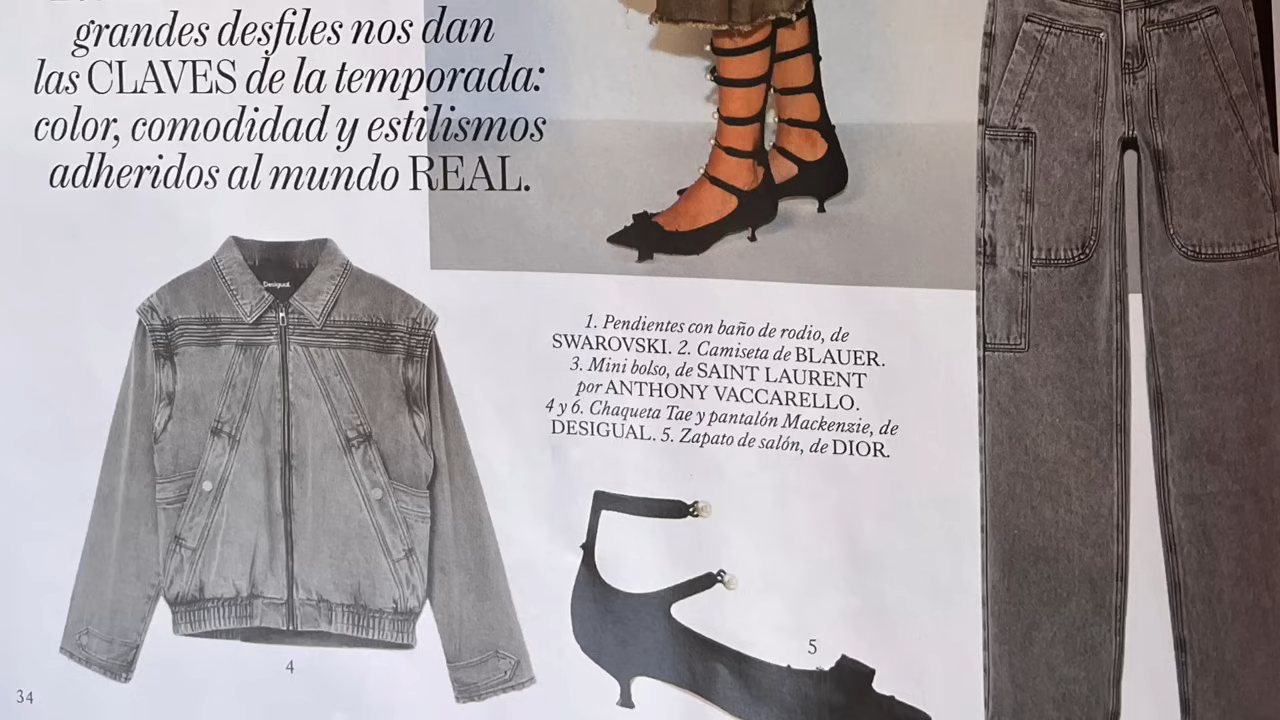 grandes desfiles nos dan
las CLAVES de la temporada:
color, comodidad y estilismos
adheridos al mundo REAL.
Desigual
1. Pendientes con baño de rodio, de
SWAROVSKI. 2. Camiseta de BLAUER.
3. Mini bolso, de SAINT LAURENT
por ANTHONY VACCARELLO.
4 y 6. Chaqueta Tae y pantalón Mackenzie, de
DESIGUAL. 5. Zapato de salón, de DIOR.
5
4
34